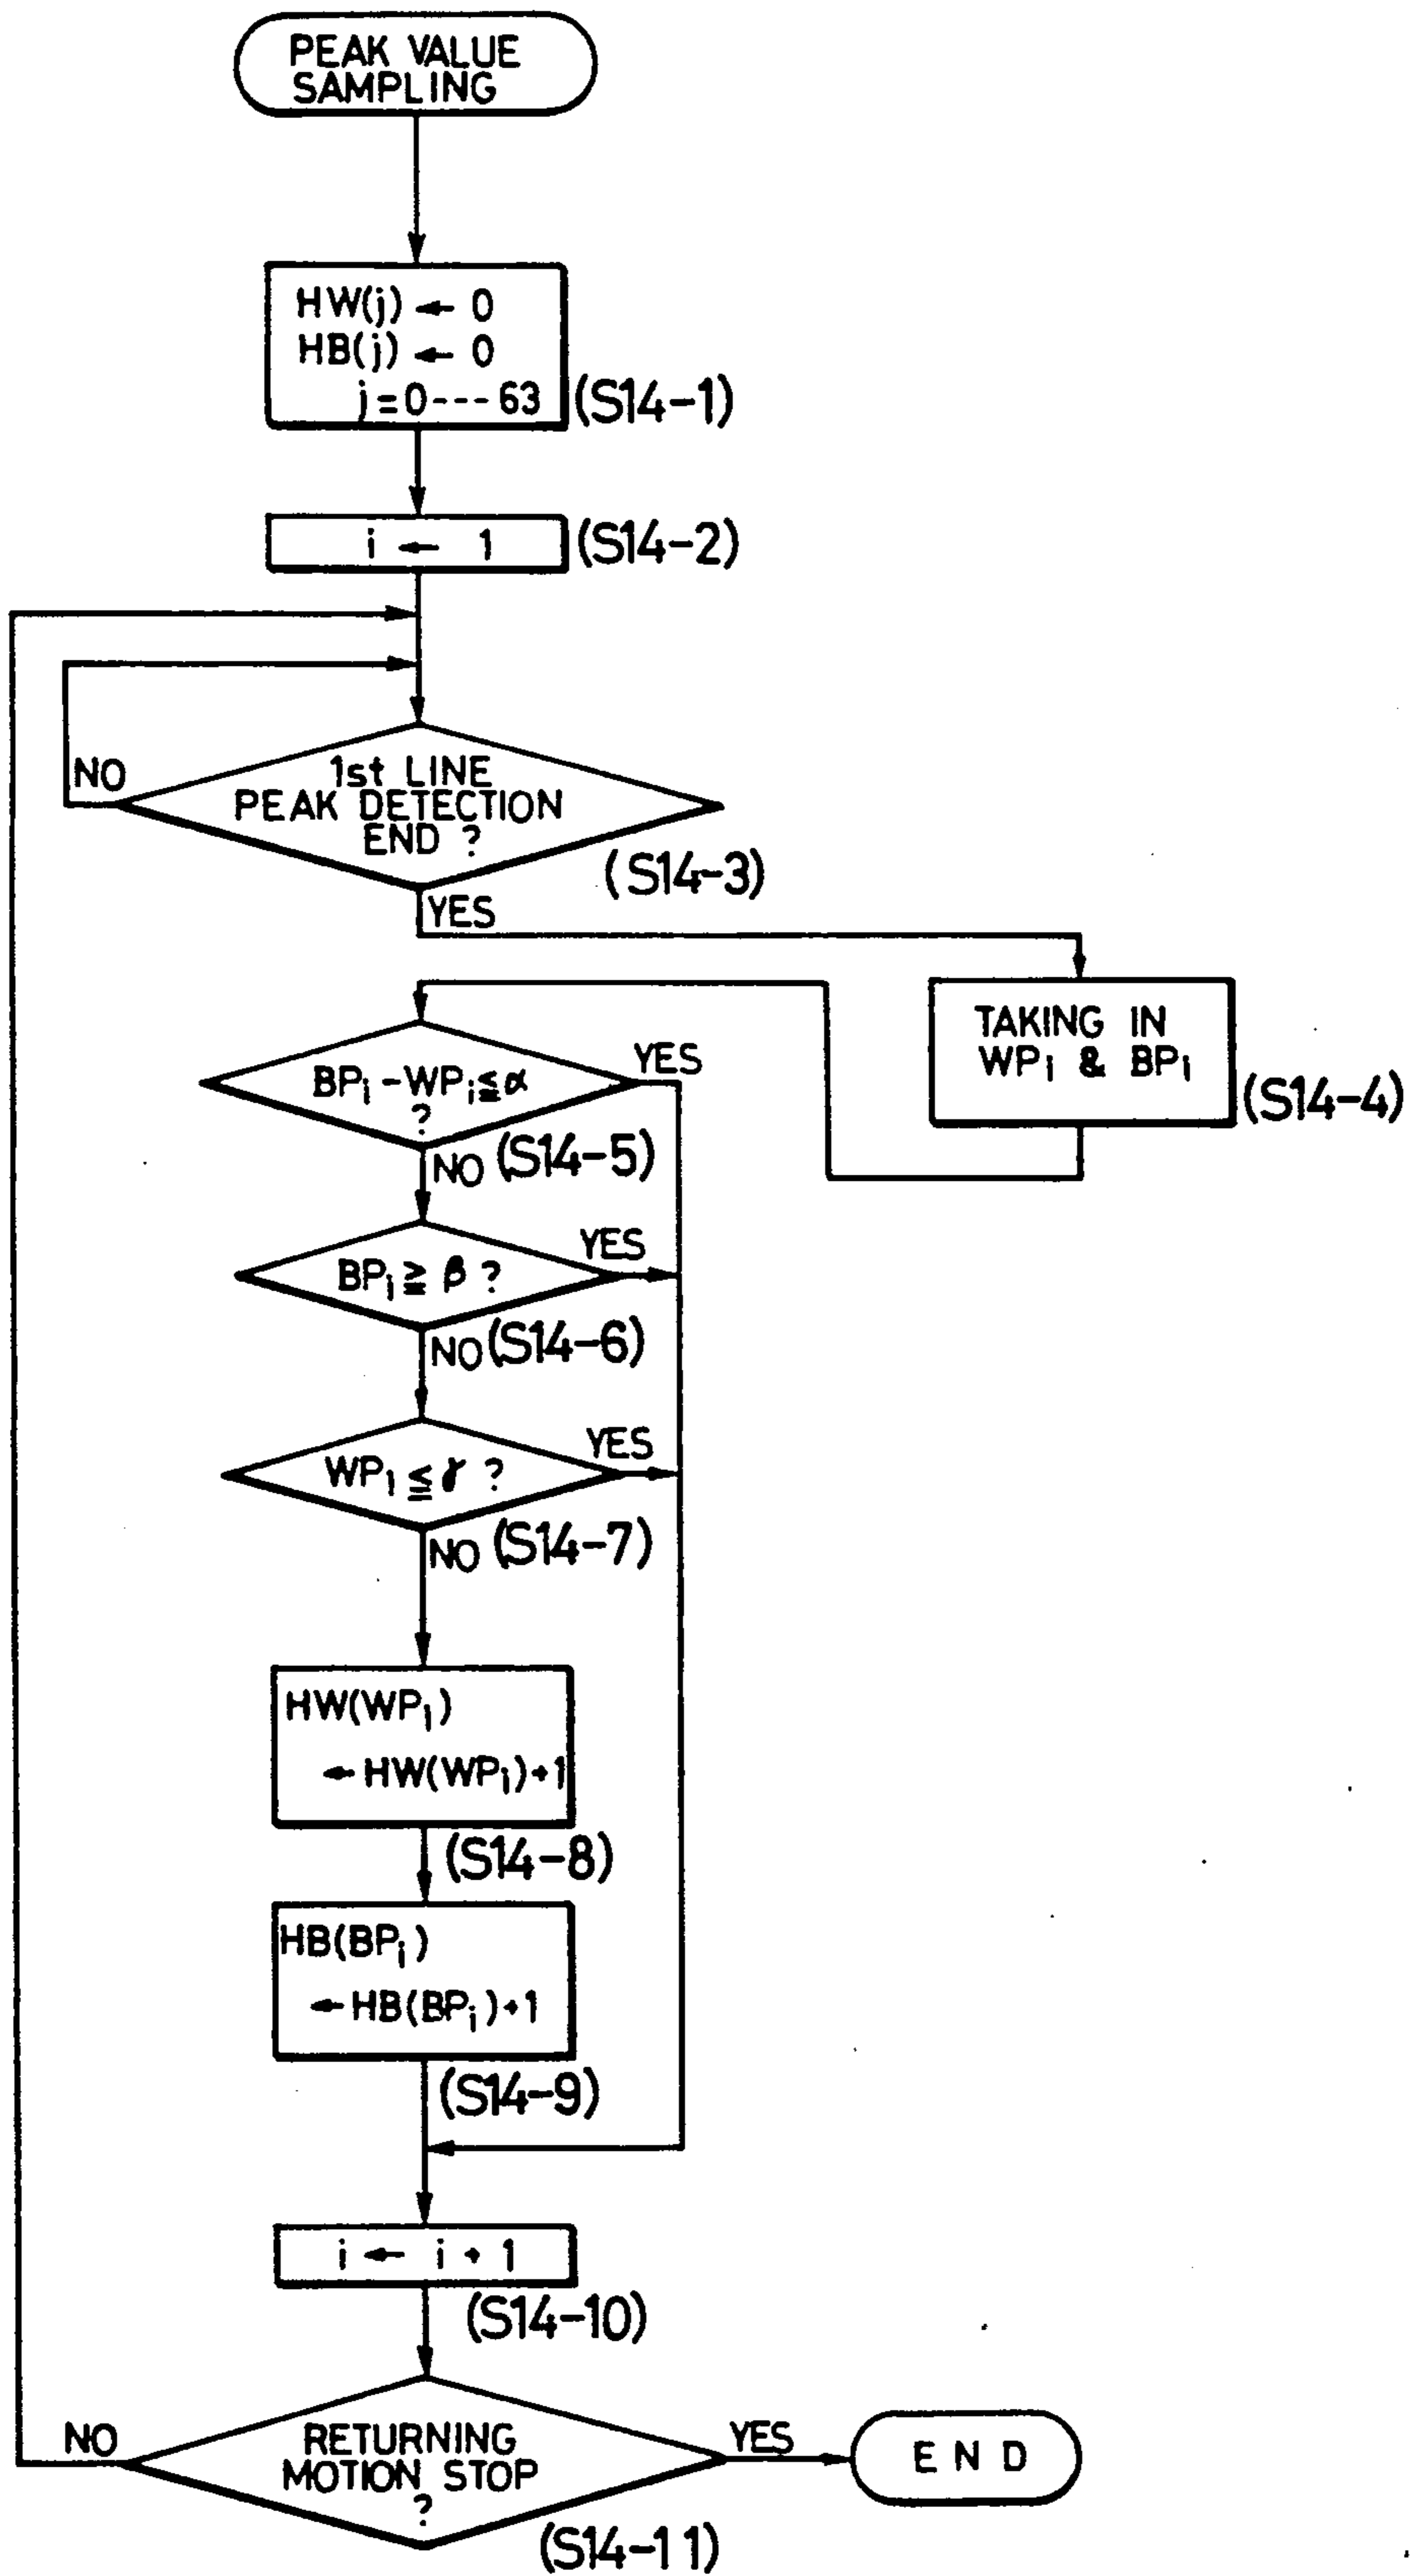 PEAK VALUE
SAMPLING
HW(j) ← 0
HB(j) ← 0
j=0---63
(S14-1)
i ← 1
(S14-2)
NO
1st LINE
PEAK DETECTION
END ?
(S14-3)
YES
TAKING IN
WPi & BPi
(S14-4)
BPi-WPi≦α
?
YES
NO (S14-5)
BPi≧β ?
YES
NO (S14-6)
WPi≦γ ?
YES
NO (S14-7)
HW(WPi)
←HW(WPi)+1
(S14-8)
HB(BPi)
←HB(BPi)+1
(S14-9)
i ← i + 1
(S14-10)
NO
RETURNING
MOTION STOP
?
YES
END
(S14-11)